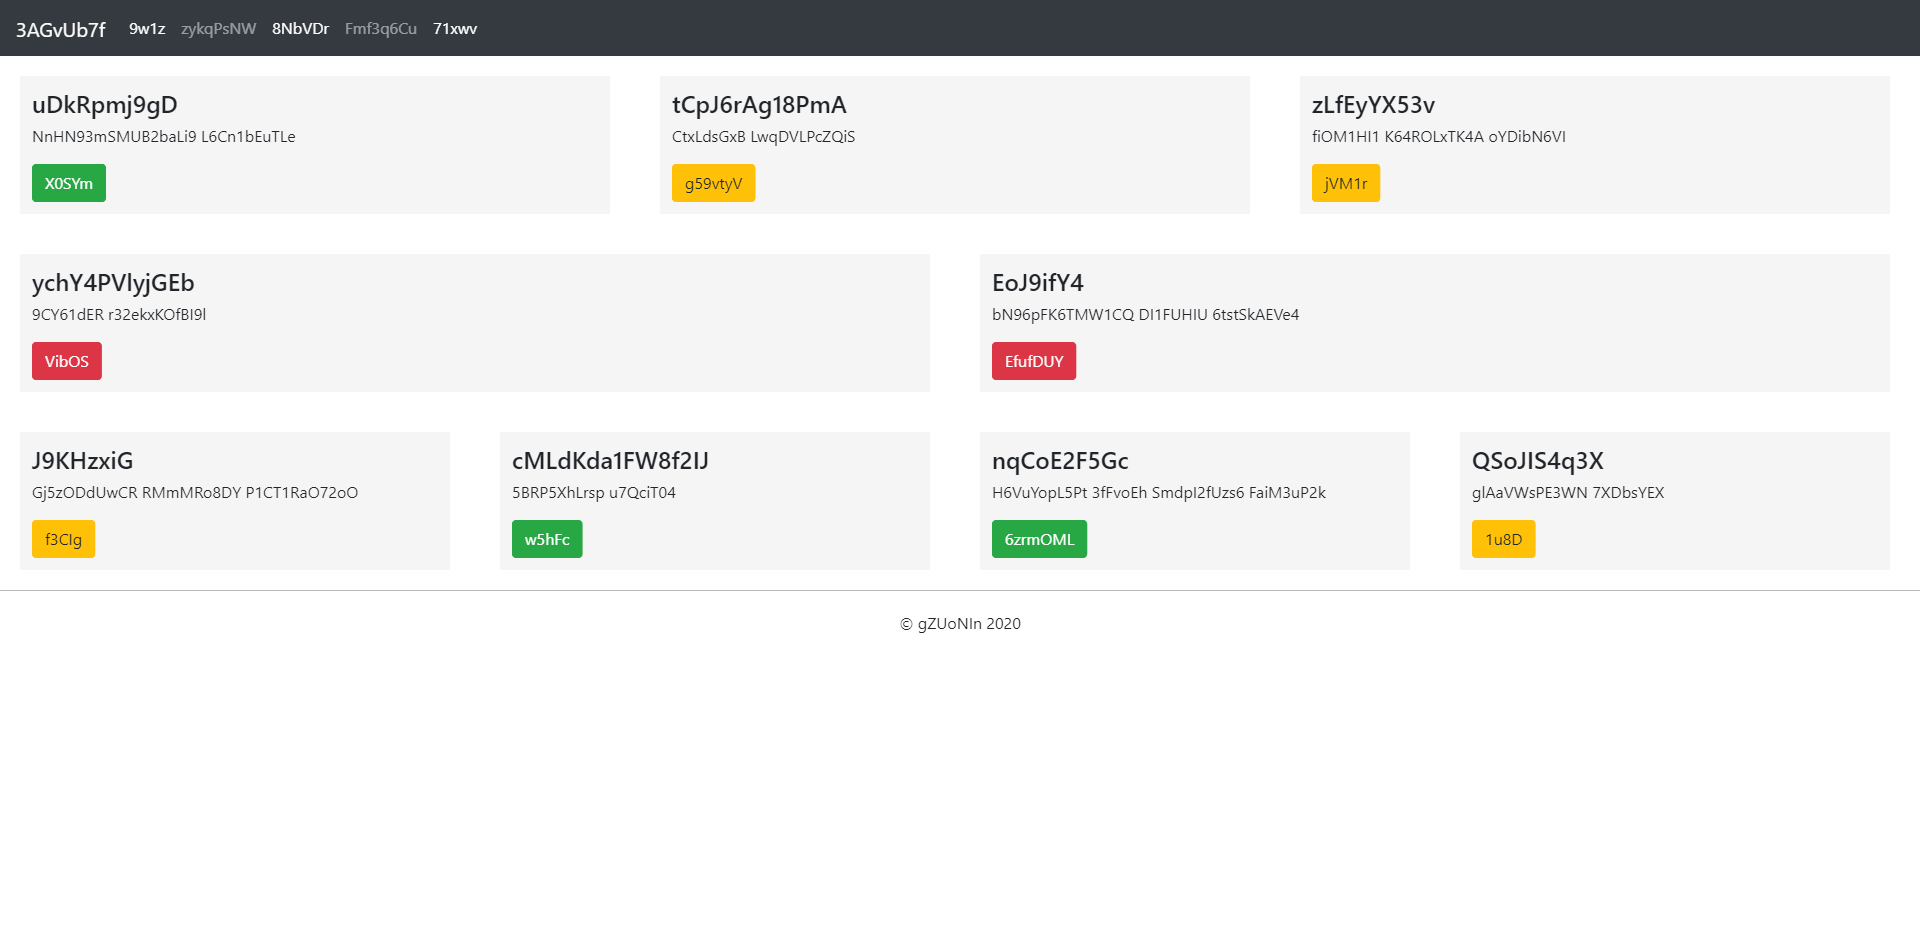 3AGvUb7f 9w1z zykqPsNW 8NbVDr Fmf3q6Cu 71xwv
uDkRpmj9gD
NnHN93mSMUB2baLi9 L6Cn1bEuTLe
X0SYm
tCpJ6rAg18PmA
CtxLdsGxB LwqDVLPcZQiS
g59vtyV
zLfEyYX53v
fiOM1HI1 K64ROLxTK4A oYDibN6VI
jVM1r
ychY4PVlyjGEb
9CY61dER r32ekxKOfBI9l
VibOS
EoJ9ifY4
bN96pFK6TMW1CQ DI1FUHIU 6tstSkAEVe4
EfufDUY
J9KHzxiG
Gj5zODdUwCR RMmMRo8DY P1CT1RaO72oO
f3CIg
cMLdKda1FW8f2IJ
5BRP5XhLrsp u7QciT04
w5hFc
nqCoE2F5Gc
H6VuYopL5Pt 3fFvoEh SmdpI2fUzs6 FaiM3uP2k
6zrmOML
QSoJIS4q3X
glAaVWsPE3WN 7XDbsYEX
1u8D
© gZUoNIn 2020